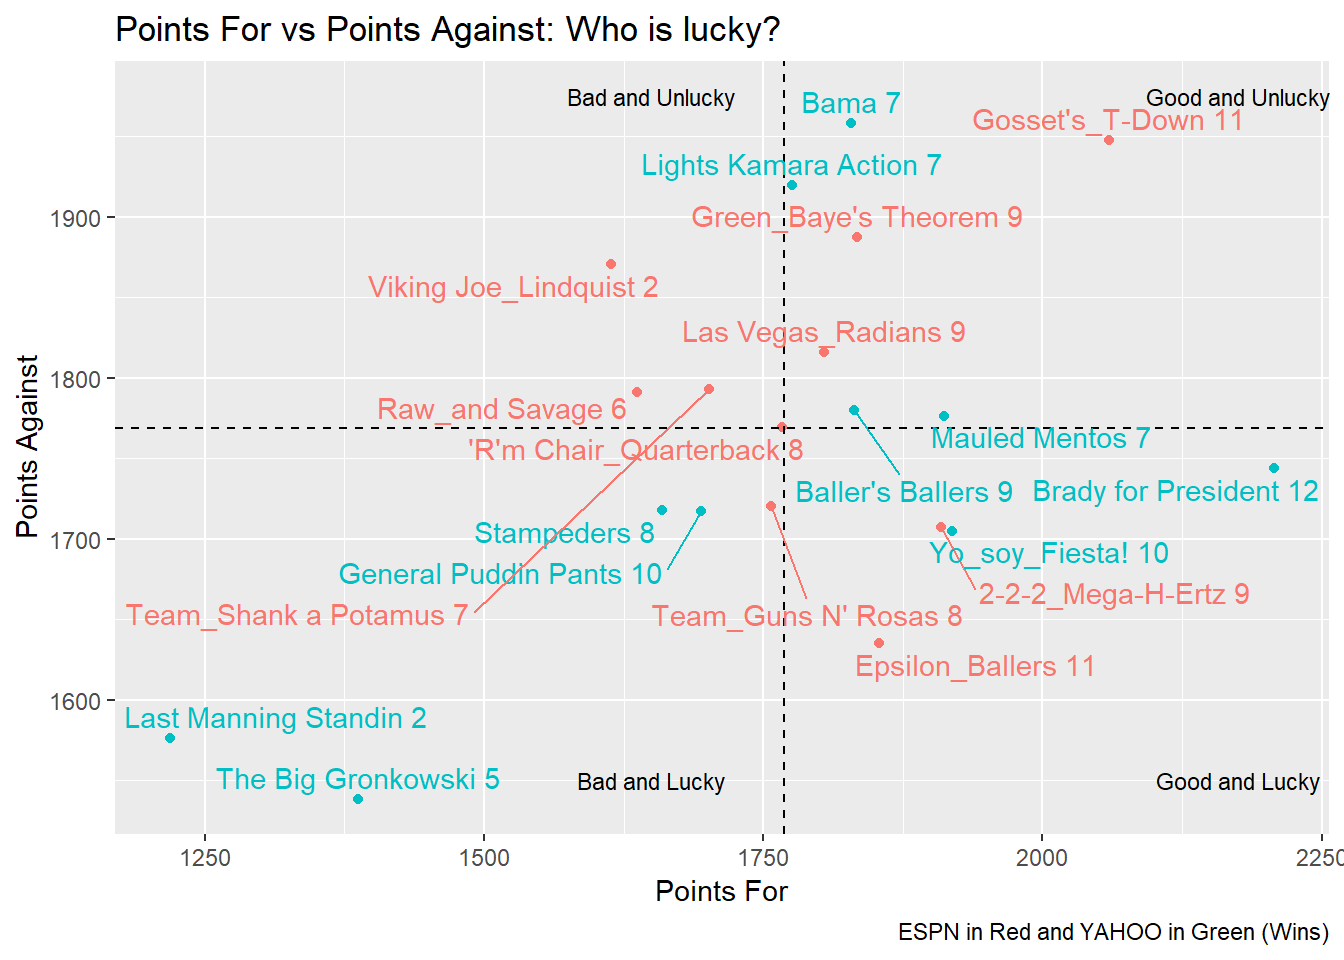 Points For vs Points Against: Who is lucky?
Bad and Unlucky
Bama 7
Good and Unlucky
Gosset's_T-Down 11
Lights Kamara Action 7
1900
Green_Baye's Theorem 9
Viking Joe_Lindquist 2
Las Vegas_Radians 9
1800
Raw_and Savage 6
Points Against
'R'm Chair_Quarterback 8
Mauled Mentos 7
Baller's Ballers 9
Brady for President 12
Stampeders 8
1700
Yo_soy_Fiesta! 10
General Puddin Pants 10
2-2-2_Mega-H-Ertz 9
Team_Shank a Potamus 7
Team_Guns N' Rosas 8
Epsilon_Ballers 11
1600
Last Manning Standin 2
The Big Gronkowski 5
Bad and Lucky
Good and Lucky
1250
1500
1750
2000
2250
Points For
ESPN in Red and YAHOO in Green (Wins)